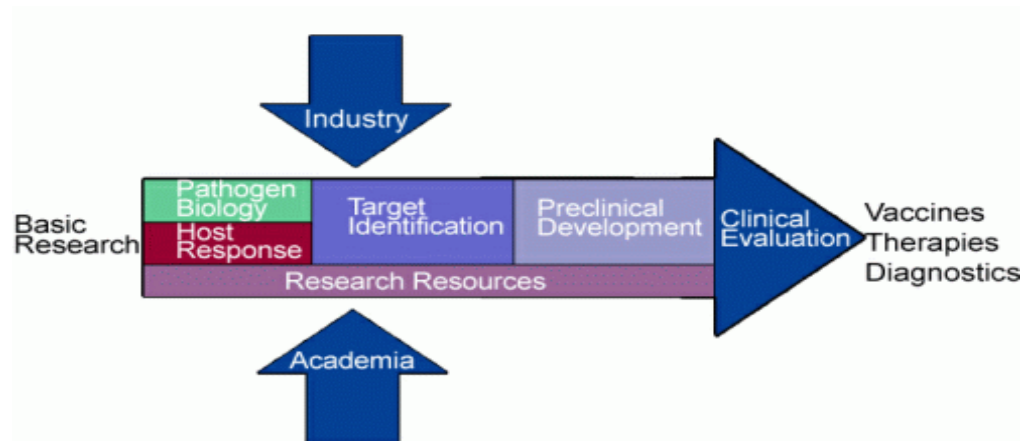 Industry
Basic
Research
Pathogen
Biology
Host
Response
Target
Identification
Preclinical
Development
Clinical
Evaluation
Vaccines
Therapies
Diagnostics
Research Resources
Academia